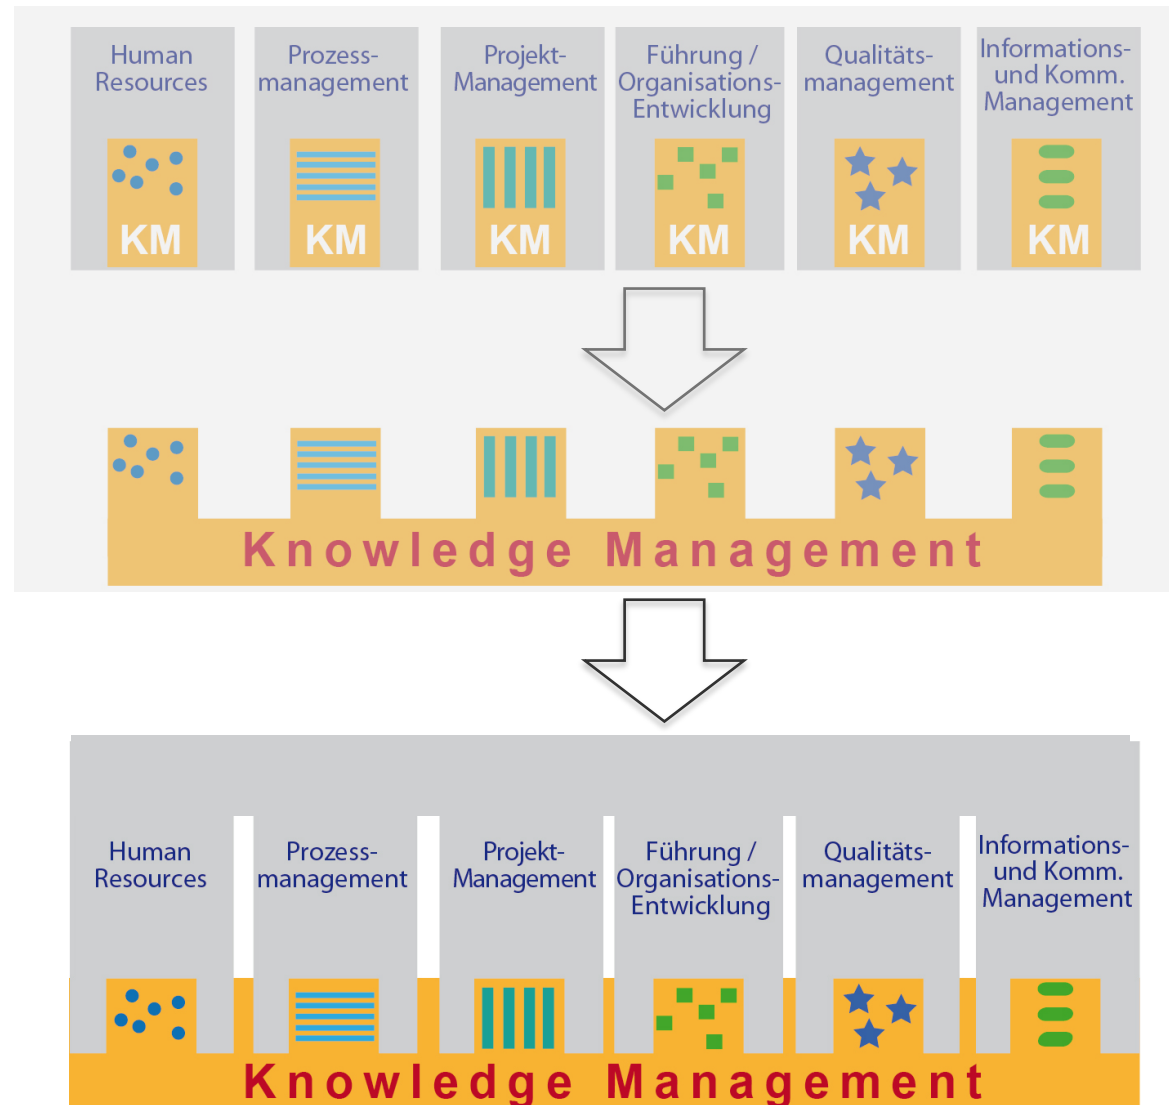 Human
Resources
Prozess-
management
Projekt-
Management
Führung /
Organisations-
Entwicklung
Qualitäts-
management
Informations-
und Komm.
Management
KM
KM
KM
KM
KM
KM
Knowledge Management
Human
Resources
Prozess-
management
Projekt-
Management
Führung /
Organisations-
Entwicklung
Qualitäts-
management
Informations-
und Komm.
Management
Knowledge Management